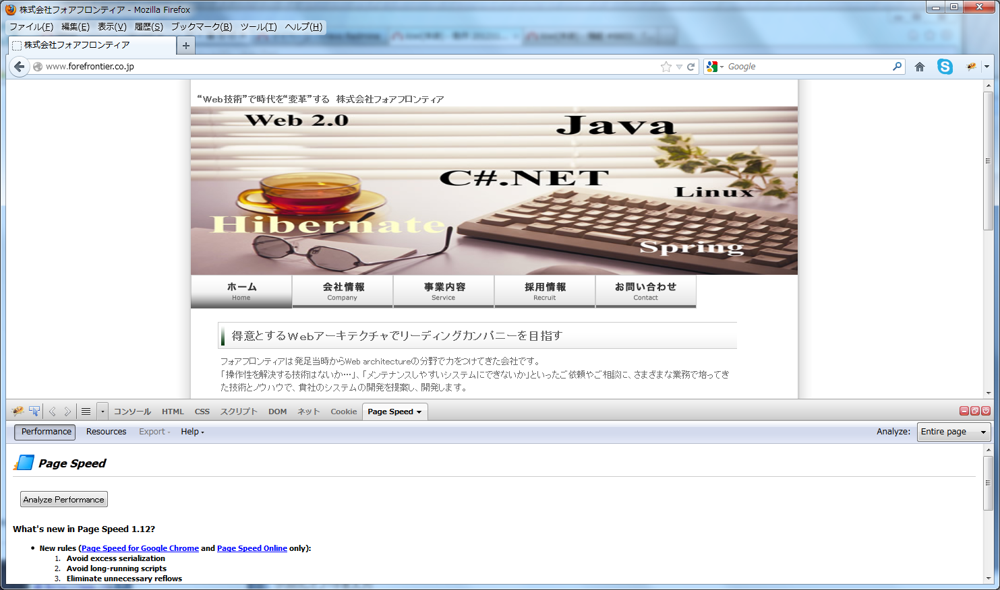 株式会社フォアフロンティア - Mozilla Firefox
ファイル(F) 編集(E) 表示(V) 履歴(S) ブックマーク(B) ツール(T) ヘルプ(H)
株式会社フォアフロンティア
www.forefrontier.co.jp
Google
“Web技術”で時代を“変革”する 株式会社フォアフロンティア
Web 2.0
Java
C#.NET
Linux
Hibernate
Spring
ホーム 会社情報 事業内容 採用情報 お問い合わせ
Home Company Service Recruit Contact
得意とするWebアーキテクチャでリーディングカンパニーを目指す
フォアフロンティアは発足当時からWeb architectureの分野で力をつけてきた会社です。
「操作性を解決する技術はないか…」、「メンテナンスしやすいシステムにできないか」といったご依頼やご相談に、さまざまな業務で培ってき
た技術とノウハウで、貴社のシステムの開発を提案し、開発します。
コンソール HTML CSS スクリプト DOM ネット Cookie Page Speed
Performance Resources Export Help Analyze: Entire page
Page Speed
Analyze Performance
What's new in Page Speed 1.12?
• New rules (Page Speed for Google Chrome and Page Speed Online only):
1. Avoid excess serialization
2. Avoid long-running scripts
3. Eliminate unnecessary reflows